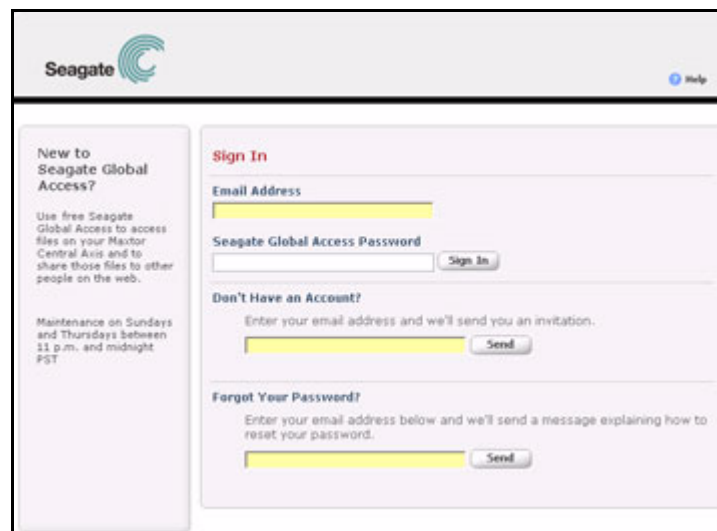 Seagate
Help
New to
Seagate Global
Access?
Use free Seagate
Global Access to access
files on your Maxtor
Central Axis and to
share those files to other
people on the web.
Maintenance on Sundays
and Thursdays between
11 p.m. and midnight
PST
Sign In
Email Address
Seagate Global Access Password
Sign In
Don't Have an Account?
Enter your email address and we'll send you an invitation.
Send
Forgot Your Password?
Enter your email address below and we'll send a message explaining how to
reset your password.
Send